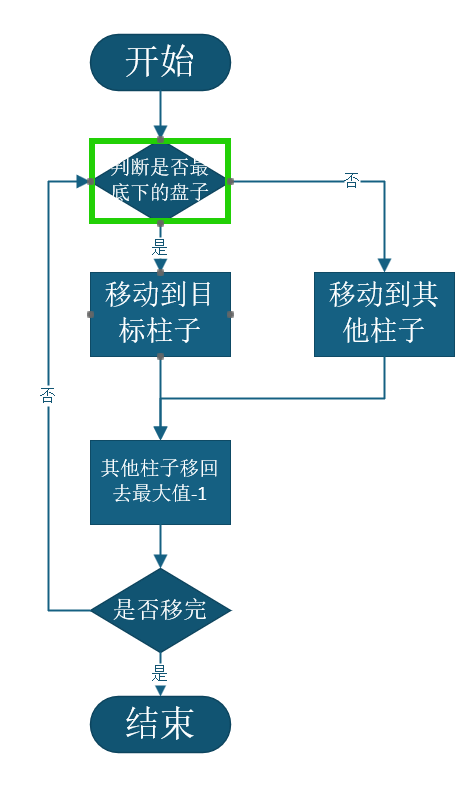 开始
判断是否最
底下的盘子
否
是
移动到目
标柱子
移动到其
他柱子
否
其他柱子移回
去最大值-1
是否移完
是
结束